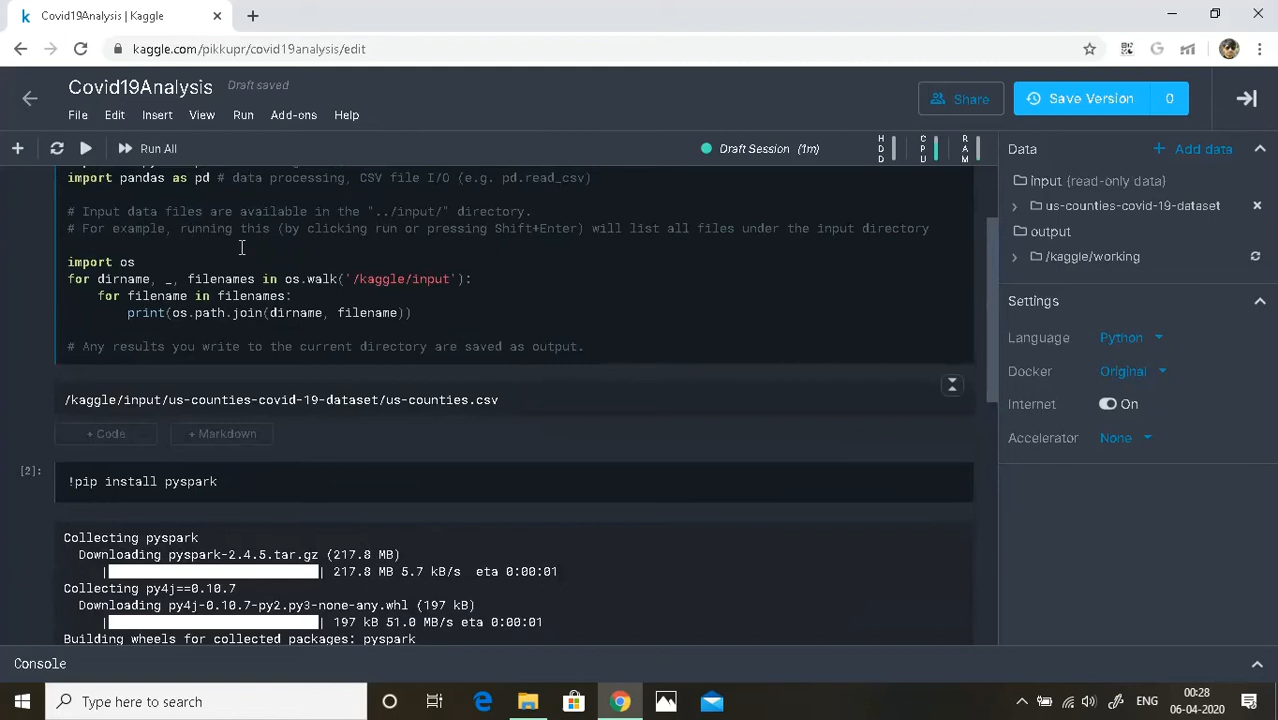 Covid19Analysis | Kaggle
kaggle.com/pikkupr/covid19analysis/edit
Covid19Analysis
Draft saved
Share
Save Version
0
File Edit Insert View Run Add-ons Help
Run All
HDD
CPU
RAM
Draft Session (1m)
import pandas as pd # data processing, CSV file I/O (e.g. pd.read_csv)
# Input data files are available in the "../input/" directory.
# For example, running this (by clicking run or pressing Shift+Enter) will list all files under the input directory
import os
for dirname, _, filenames in os.walk('/kaggle/input'):
for filename in filenames:
print(os.path.join(dirname, filename))
# Any results you write to the current directory are saved as output.
/kaggle/input/us-counties-covid-19-dataset/us-counties.csv
+ Code
+ Markdown
[2]:
!pip install pyspark
Collecting pyspark
Downloading pyspark-2.4.5.tar.gz (217.8 MB)
| | 217.8 MB 5.7 kB/s eta 0:00:01
Collecting py4j==0.10.7
Downloading py4j-0.10.7-py2.py3-none-any.whl (197 kB)
| | 197 kB 51.0 MB/s eta 0:00:01
Building wheels for collected packages: pyspark
Data
+ Add data
input (read-only data)
us-counties-covid-19-dataset
output
/kaggle/working
Settings
Language Python
Docker Original
Internet On
Accelerator None
Console
Type here to search
ENG
00:28
06-04-2020